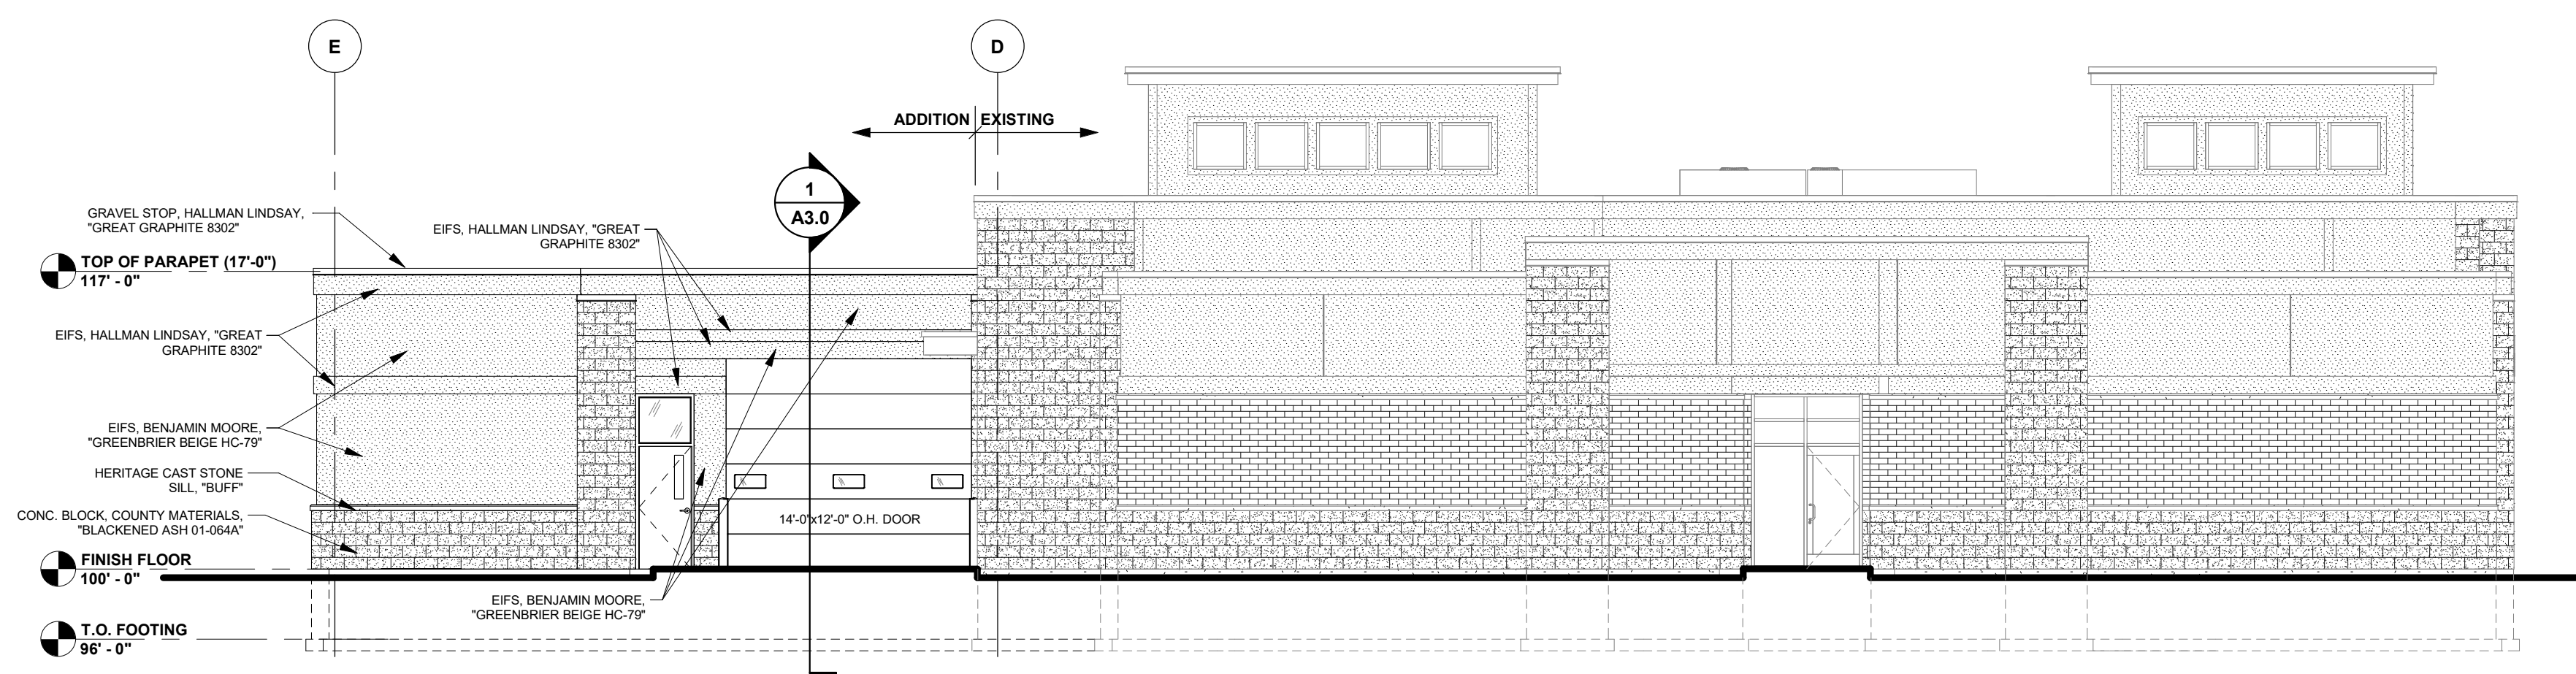 E
D
ADDITION
EXISTING
1
A3.0
GRAVEL STOP, HALLMAN LINDSAY,
"GREAT GRAPHITE 8302"
EIFS, HALLMAN LINDSAY, "GREAT
GRAPHITE 8302"
TOP OF PARAPET (17'-0")
117' - 0"
EIFS, HALLMAN LINDSAY, "GREAT
GRAPHITE 8302"
EIFS, BENJAMIN MOORE,
"GREENBRIER BEIGE HC-79"
HERITAGE CAST STONE
SILL, "BUFF"
CONC. BLOCK, COUNTY MATERIALS,
"BLACKENED ASH 01-064A"
14'-0"x12'-0" O.H. DOOR
FINISH FLOOR
100' - 0"
EIFS, BENJAMIN MOORE,
"GREENBRIER BEIGE HC-79"
T.O. FOOTING
96' - 0"